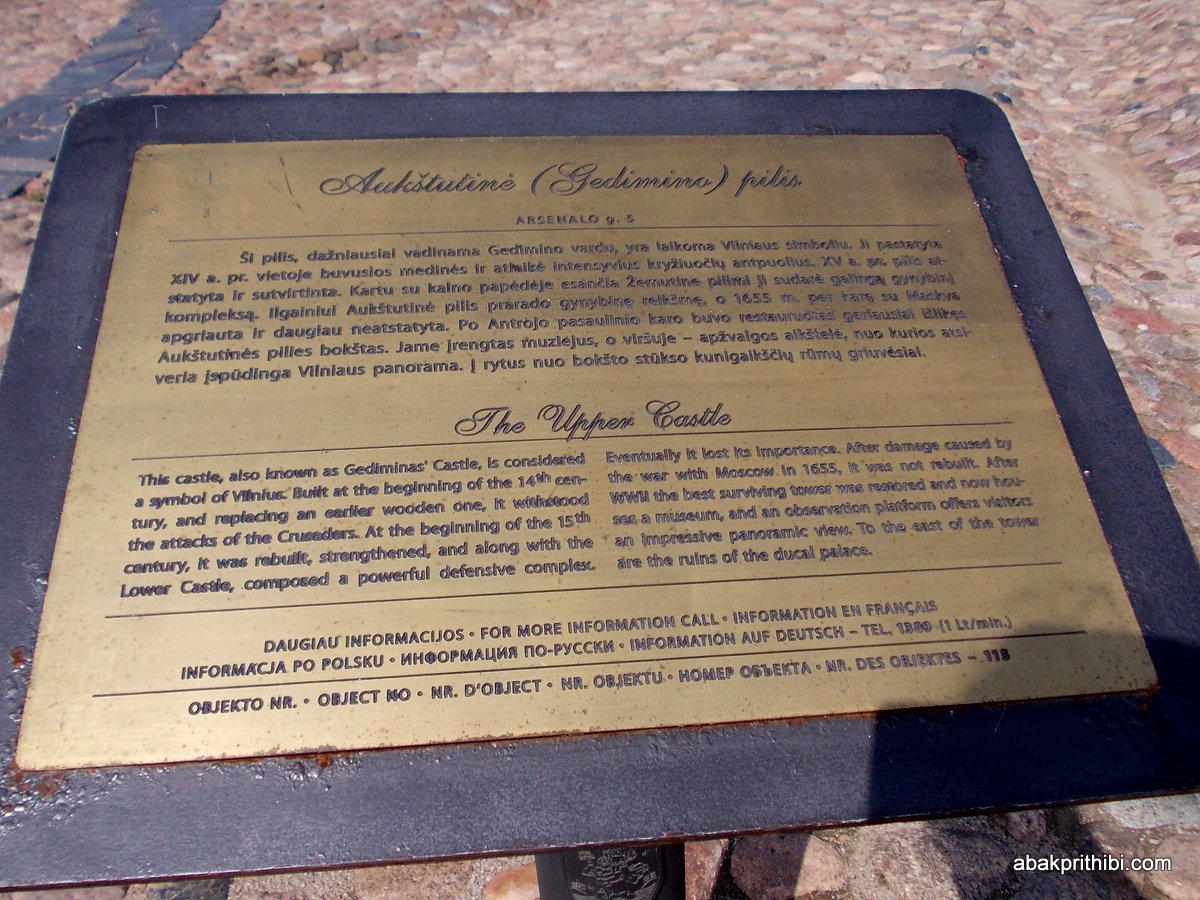 Aukštutinė (Gedimino) pilis
ARSENALO g. 5
Ši pilis, dažniausiai vadinama Gedimino vardu, yra laikoma Vilniaus simboliu. Ji pastatyta
XIV a. pr. vietoje buvusios medinės ir atlaikė intensyvius kryžiuočių antpuolius. XV a. pr. pilis at-
statyta ir sutvirtinta. Kartu su kalno papėdėje esančia Žemutine pilimi ji sudarė galingą gynybinį
kompleksą. Ilgainiui Aukštutinė pilis prarado gynybinę reikšmę, o 1655 m. per karą su Maskva
apgriauta ir daugiau neatstatyta. Po Antrojo pasaulinio karo buvo restauruotas geriausiai išlikęs
Aukštutinės pilies bokštas. Jame įrengtas muziejus, o viršuje – apžvalgos aikštelė, nuo kurios atsi-
veria įspūdinga Vilniaus panorama. Į rytus nuo bokšto stūkso kunigaikščių rūmų griuvėsiai.
The Upper Castle
This castle, also known as Gediminas' Castle, is considered
a symbol of Vilnius. Built at the beginning of the 14th cen-
tury, and replacing an earlier wooden one, it withstood
the attacks of the Crusaders. At the beginning of the 15th
century, it was rebuilt, strengthened, and along with the
Lower Castle, composed a powerful defensive complex.
Eventually it lost its importance. After damage caused by
the war with Moscow in 1655, it was not rebuilt. After
WWII the best surviving tower was restored and now hou-
ses a museum, and an observation platform offers visitors
an impressive panoramic view. To the east of the tower
are the ruins of the ducal palace.
DAUGIAU INFORMACIJOS • FOR MORE INFORMATION CALL • INFORMATION EN FRANÇAIS
INFORMACJA PO POLSKU • ИНФОРМАЦИЯ ПО-РУССКИ • INFORMATION AUF DEUTSCH – TEL. 1389 (1 Lt/min.)
OBJEKTO NR. • OBJECT NO • NR. D'OBJECT • NR. OBJEKTU • НОМЕР ОБЪЕКТА • NR. DES OBJEKTES – 118
abakprithibi.com